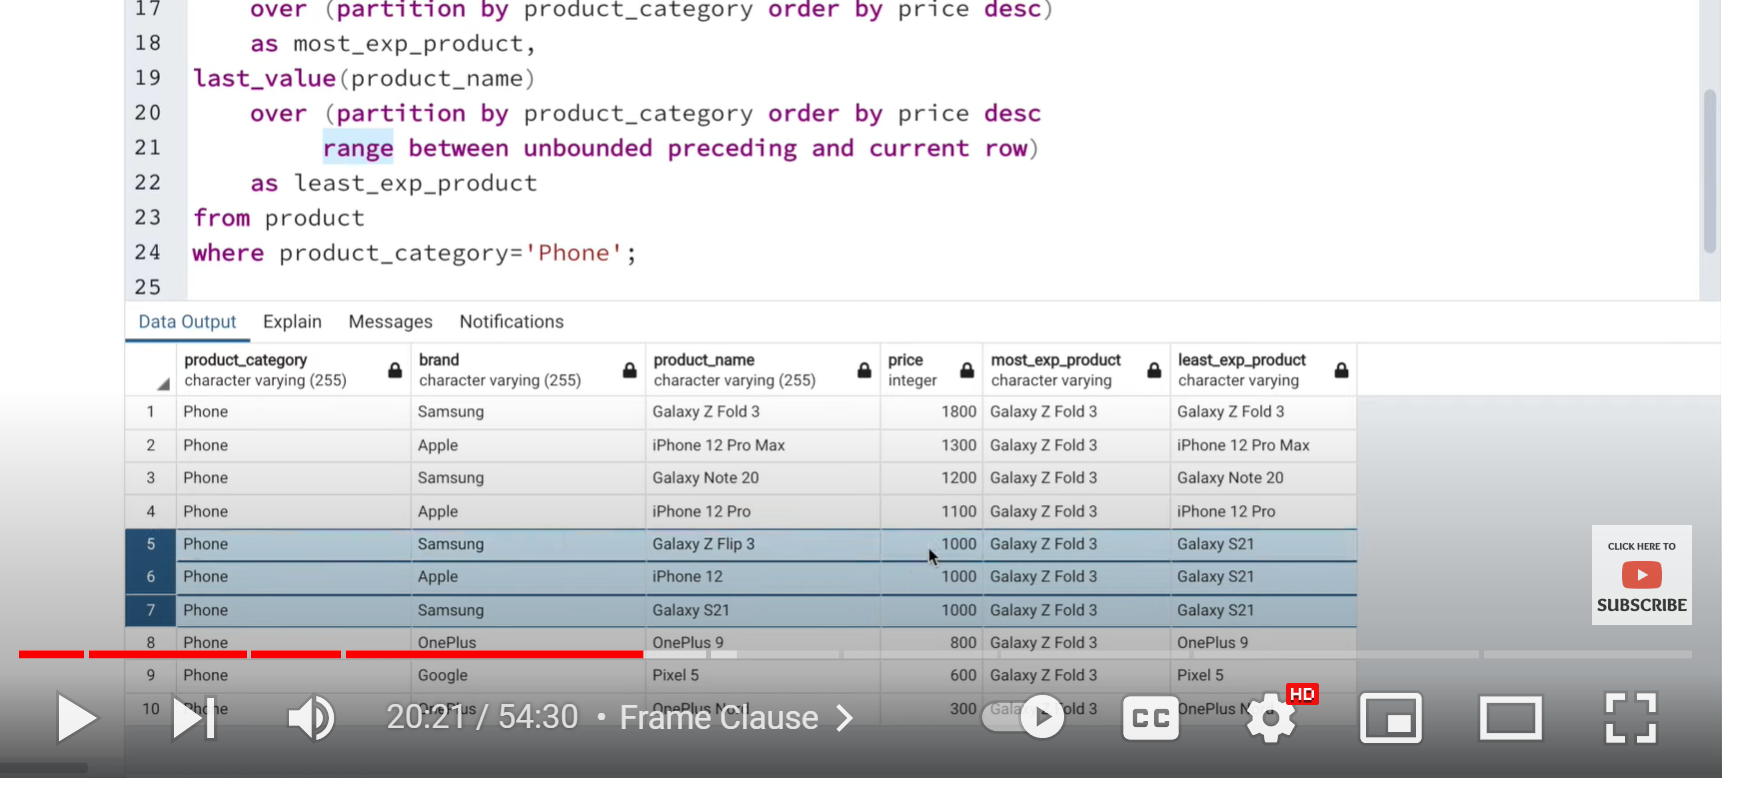 17 over (partition by product_category order by price desc)
18 as most_exp_product,
19 last_value(product_name)
20 over (partition by product_category order by price desc
21 range between unbounded preceding and current row)
22 as least_exp_product
23 from product
24 where product_category='Phone';
25
Data Output Explain Messages Notifications
product_category brand product_name price most_exp_product least_exp_product
character varying (255) character varying (255) character varying (255) integer character varying character varying
1 Phone Samsung Galaxy Z Fold 3 1800 Galaxy Z Fold 3 Galaxy Z Fold 3
2 Phone Apple iPhone 12 Pro Max 1300 Galaxy Z Fold 3 iPhone 12 Pro Max
3 Phone Samsung Galaxy Note 20 1200 Galaxy Z Fold 3 Galaxy Note 20
4 Phone Apple iPhone 12 Pro 1100 Galaxy Z Fold 3 iPhone 12 Pro
5 Phone Samsung Galaxy Z Flip 3 1000 Galaxy Z Fold 3 Galaxy S21
6 Phone Apple iPhone 12 1000 Galaxy Z Fold 3 Galaxy S21
7 Phone Samsung Galaxy S21 1000 Galaxy Z Fold 3 Galaxy S21
8 Phone OnePlus OnePlus 9 800 Galaxy Z Fold 3 OnePlus 9
9 Phone Google Pixel 5 600 Galaxy Z Fold 3 Pixel 5
10 Phone OnePlus OnePlus 300 Galaxy Z Fold 3 OnePlus
CLICK HERE TO
SUBSCRIBE
20:21 / 54:30 • Frame Clause
CC
HD